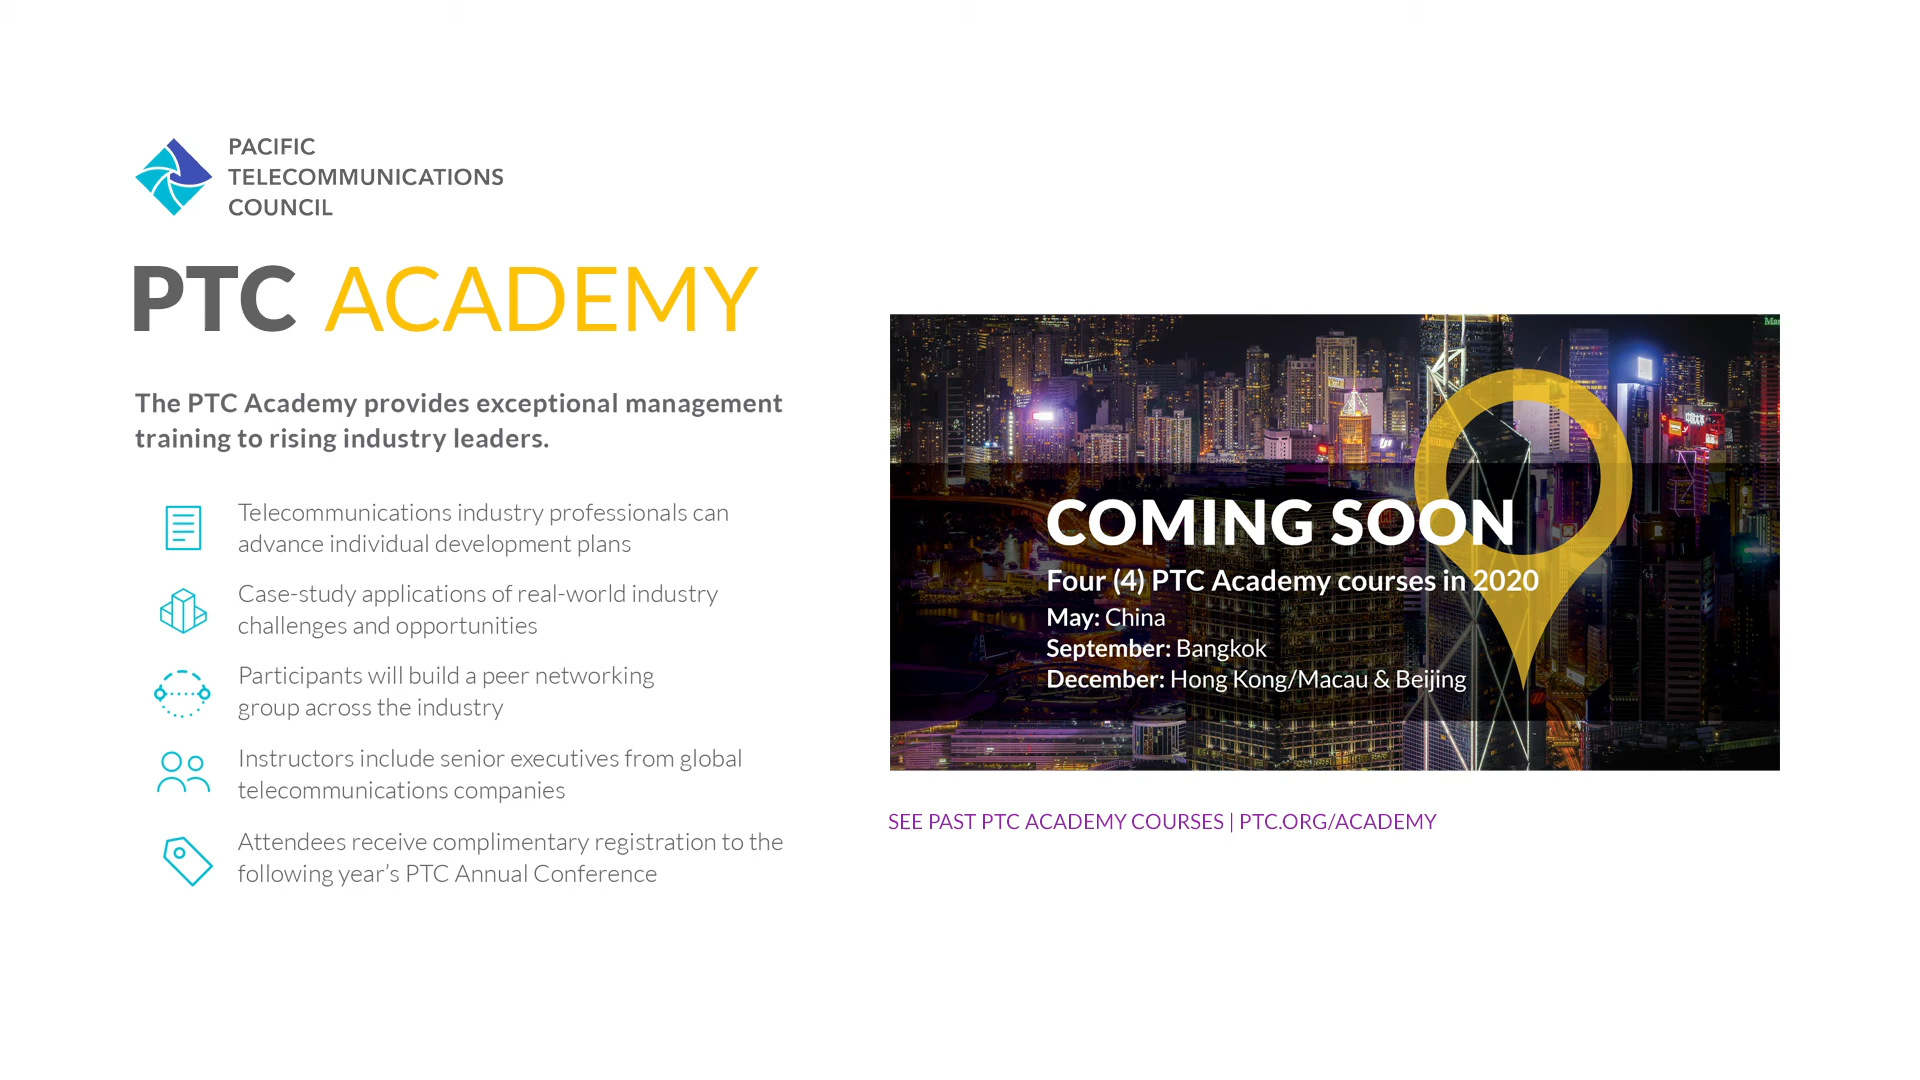 PACIFIC
TELECOMMUNICATIONS
COUNCIL
PTC ACADEMY
The PTC Academy provides exceptional management
training to rising industry leaders.
Telecommunications industry professionals can
advance individual development plans
Case-study applications of real-world industry
challenges and opportunities
Participants will build a peer networking
group across the industry
Instructors include senior executives from global
telecommunications companies
Attendees receive complimentary registration to the
following year’s PTC Annual Conference
COMING SOON
Four (4) PTC Academy courses in 2020
May: China
September: Bangkok
December: Hong Kong/Macau & Beijing
SEE PAST PTC ACADEMY COURSES | PTC.ORG/ACADEMY